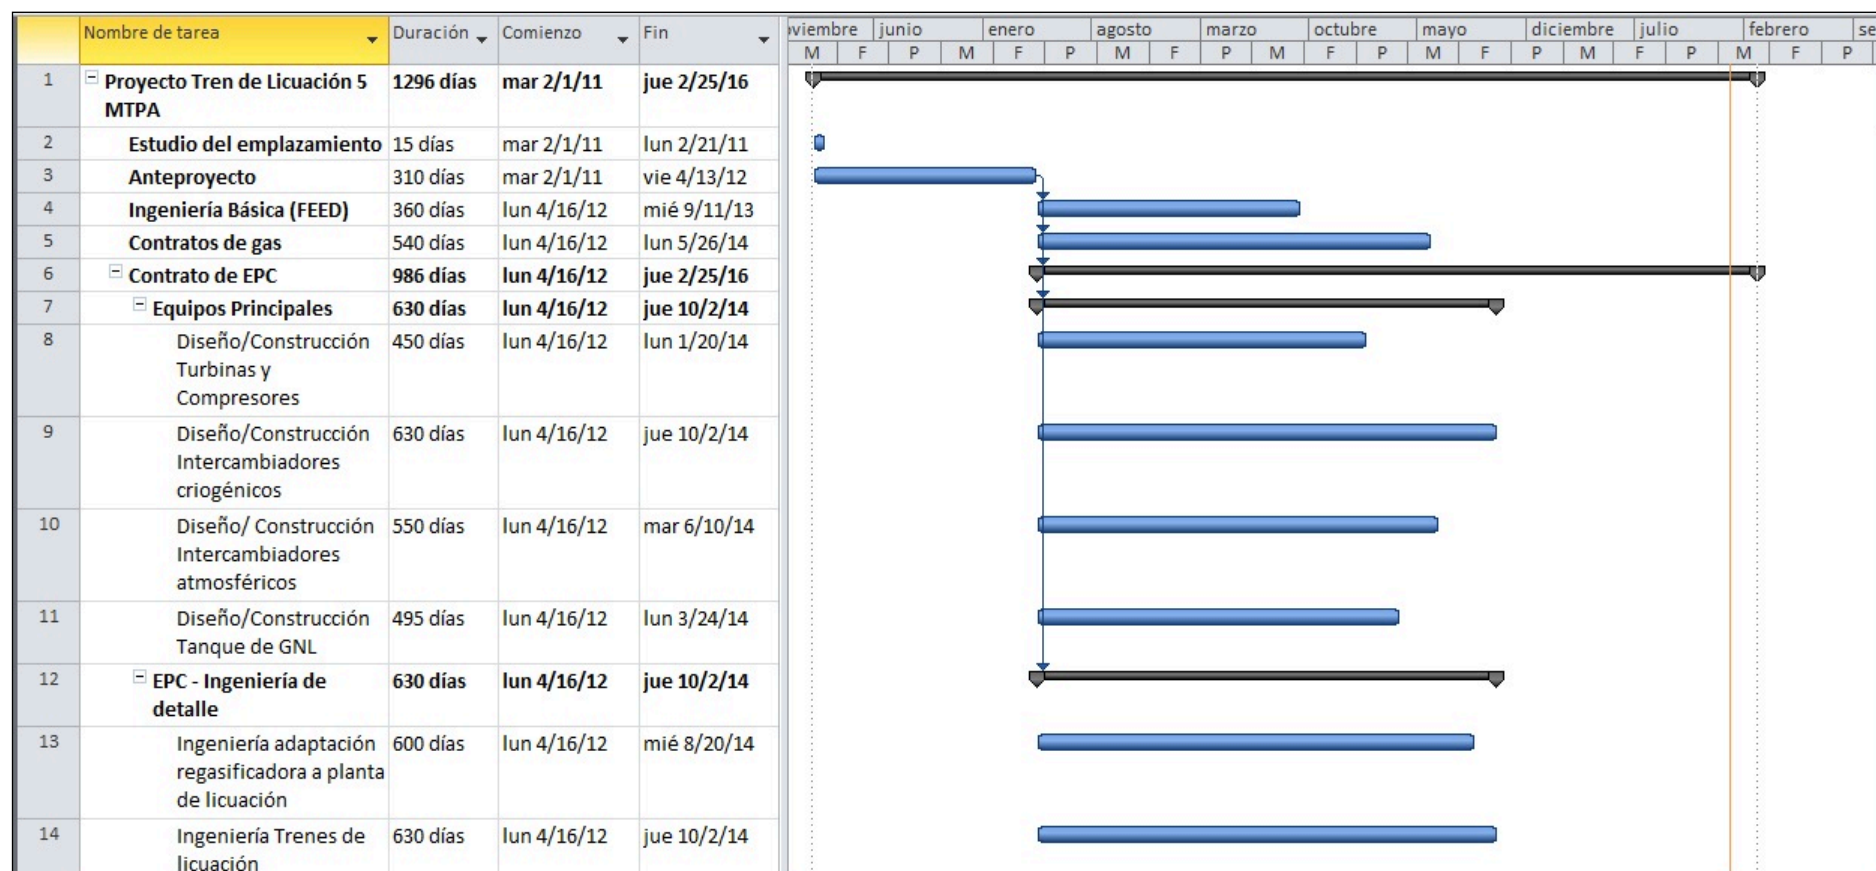 Nombre de tarea Duración Comienzo Fin
viembre junio enero agosto marzo octubre mayo diciembre julio febrero se
M F P M F P M F P M F P M F P M F P M F P
1 Proyecto Tren de Licuación 5 1296 días mar 2/1/11 jue 2/25/16
MTPA
2 Estudio del emplazamiento 15 días mar 2/1/11 lun 2/21/11
3 Anteproyecto 310 días mar 2/1/11 vie 4/13/12
4 Ingeniería Básica (FEED) 360 días lun 4/16/12 mié 9/11/13
5 Contratos de gas 540 días lun 4/16/12 lun 5/26/14
6 Contrato de EPC 986 días lun 4/16/12 jue 2/25/16
7 Equipos Principales 630 días lun 4/16/12 jue 10/2/14
8 Diseño/Construcción 450 días lun 4/16/12 lun 1/20/14
Turbinas y
Compresores
9 Diseño/Construcción 630 días lun 4/16/12 jue 10/2/14
Intercambiadores
criogénicos
10 Diseño/ Construcción 550 días lun 4/16/12 mar 6/10/14
Intercambiadores
atmosféricos
11 Diseño/Construcción 495 días lun 4/16/12 lun 3/24/14
Tanque de GNL
12 EPC - Ingeniería de 630 días lun 4/16/12 jue 10/2/14
detalle
13 Ingeniería adaptación 600 días lun 4/16/12 mié 8/20/14
regasificadora a planta
de licuación
14 Ingeniería Trenes de 630 días lun 4/16/12 jue 10/2/14
licuación